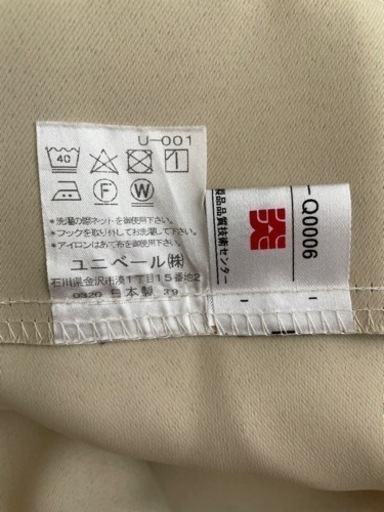 U-001
40
F W
＊洗濯の際ネットを御使用下さい。
＊フックを取り外してお洗濯下さい。
＊アイロンはあて布を御使用下さい。
ユニベール㈱
石川県金沢市湊1丁目15番地2
0320 日本製 39
ー Q0006
製品品質技術センター